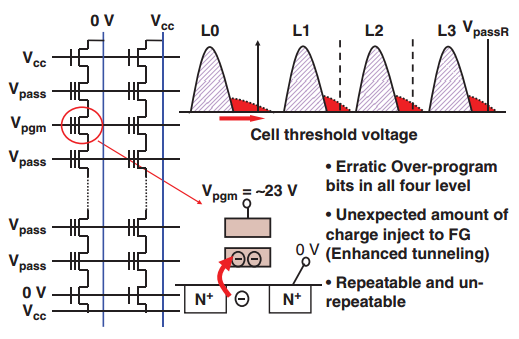 0 V
Vcc
Vcc
Vpass
Vpgm
Vpass
Vpass
Vpass
0 V
Vcc
L0
L1
L2
L3
VpassR
Cell threshold voltage
Vpgm = ~23 V
0 V
N+
N+
• Erratic Over-program
bits in all four level
• Unexpected amount of
charge inject to FG
(Enhanced tunneling)
• Repeatable and un-
repeatable